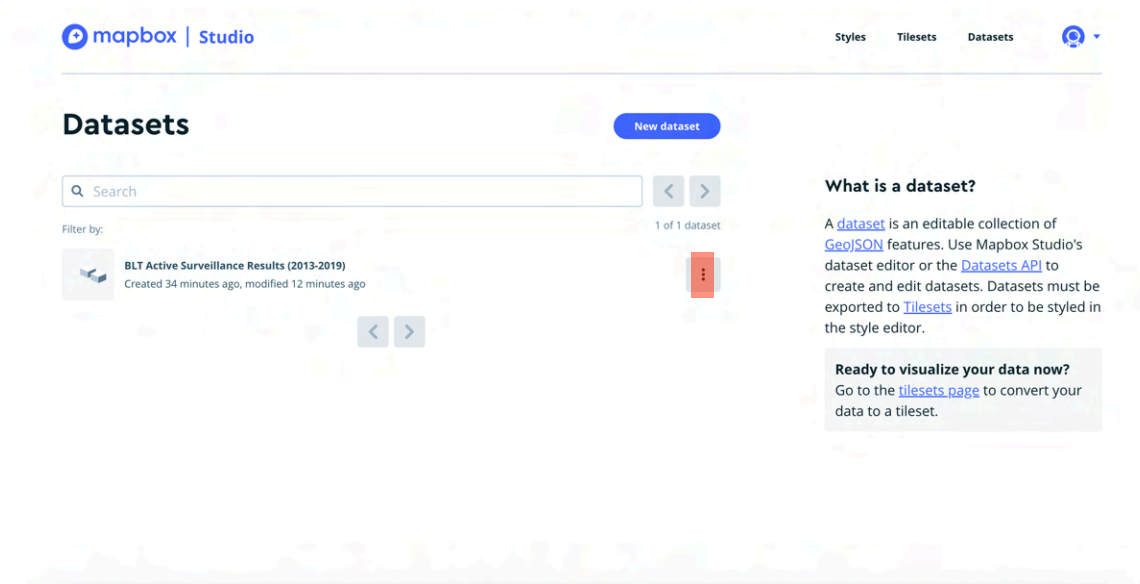 mapbox | Studio
Styles Tilesets Datasets
Datasets
New dataset
Search
Filter by:
1 of 1 dataset
BLT Active Surveillance Results (2013-2019)
Created 34 minutes ago, modified 12 minutes ago
What is a dataset?
A dataset is an editable collection of
GeoJSON features. Use Mapbox Studio's
dataset editor or the Datasets API to
create and edit datasets. Datasets must be
exported to Tilesets in order to be styled in
the style editor.
Ready to visualize your data now?
Go to the tilesets page to convert your
data to a tileset.